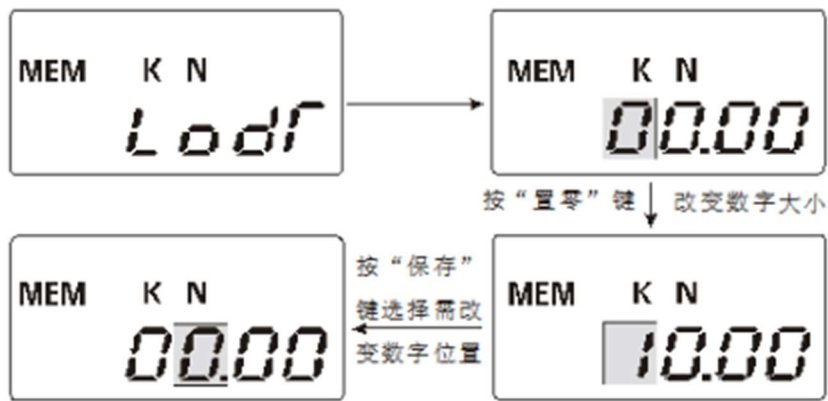 MEM K N
LodT
MEM K N
00.00
按“置零”键 改变数字大小
MEM K N
10.00
按“保存”
键选择需改
变数字位置
MEM K N
00.00